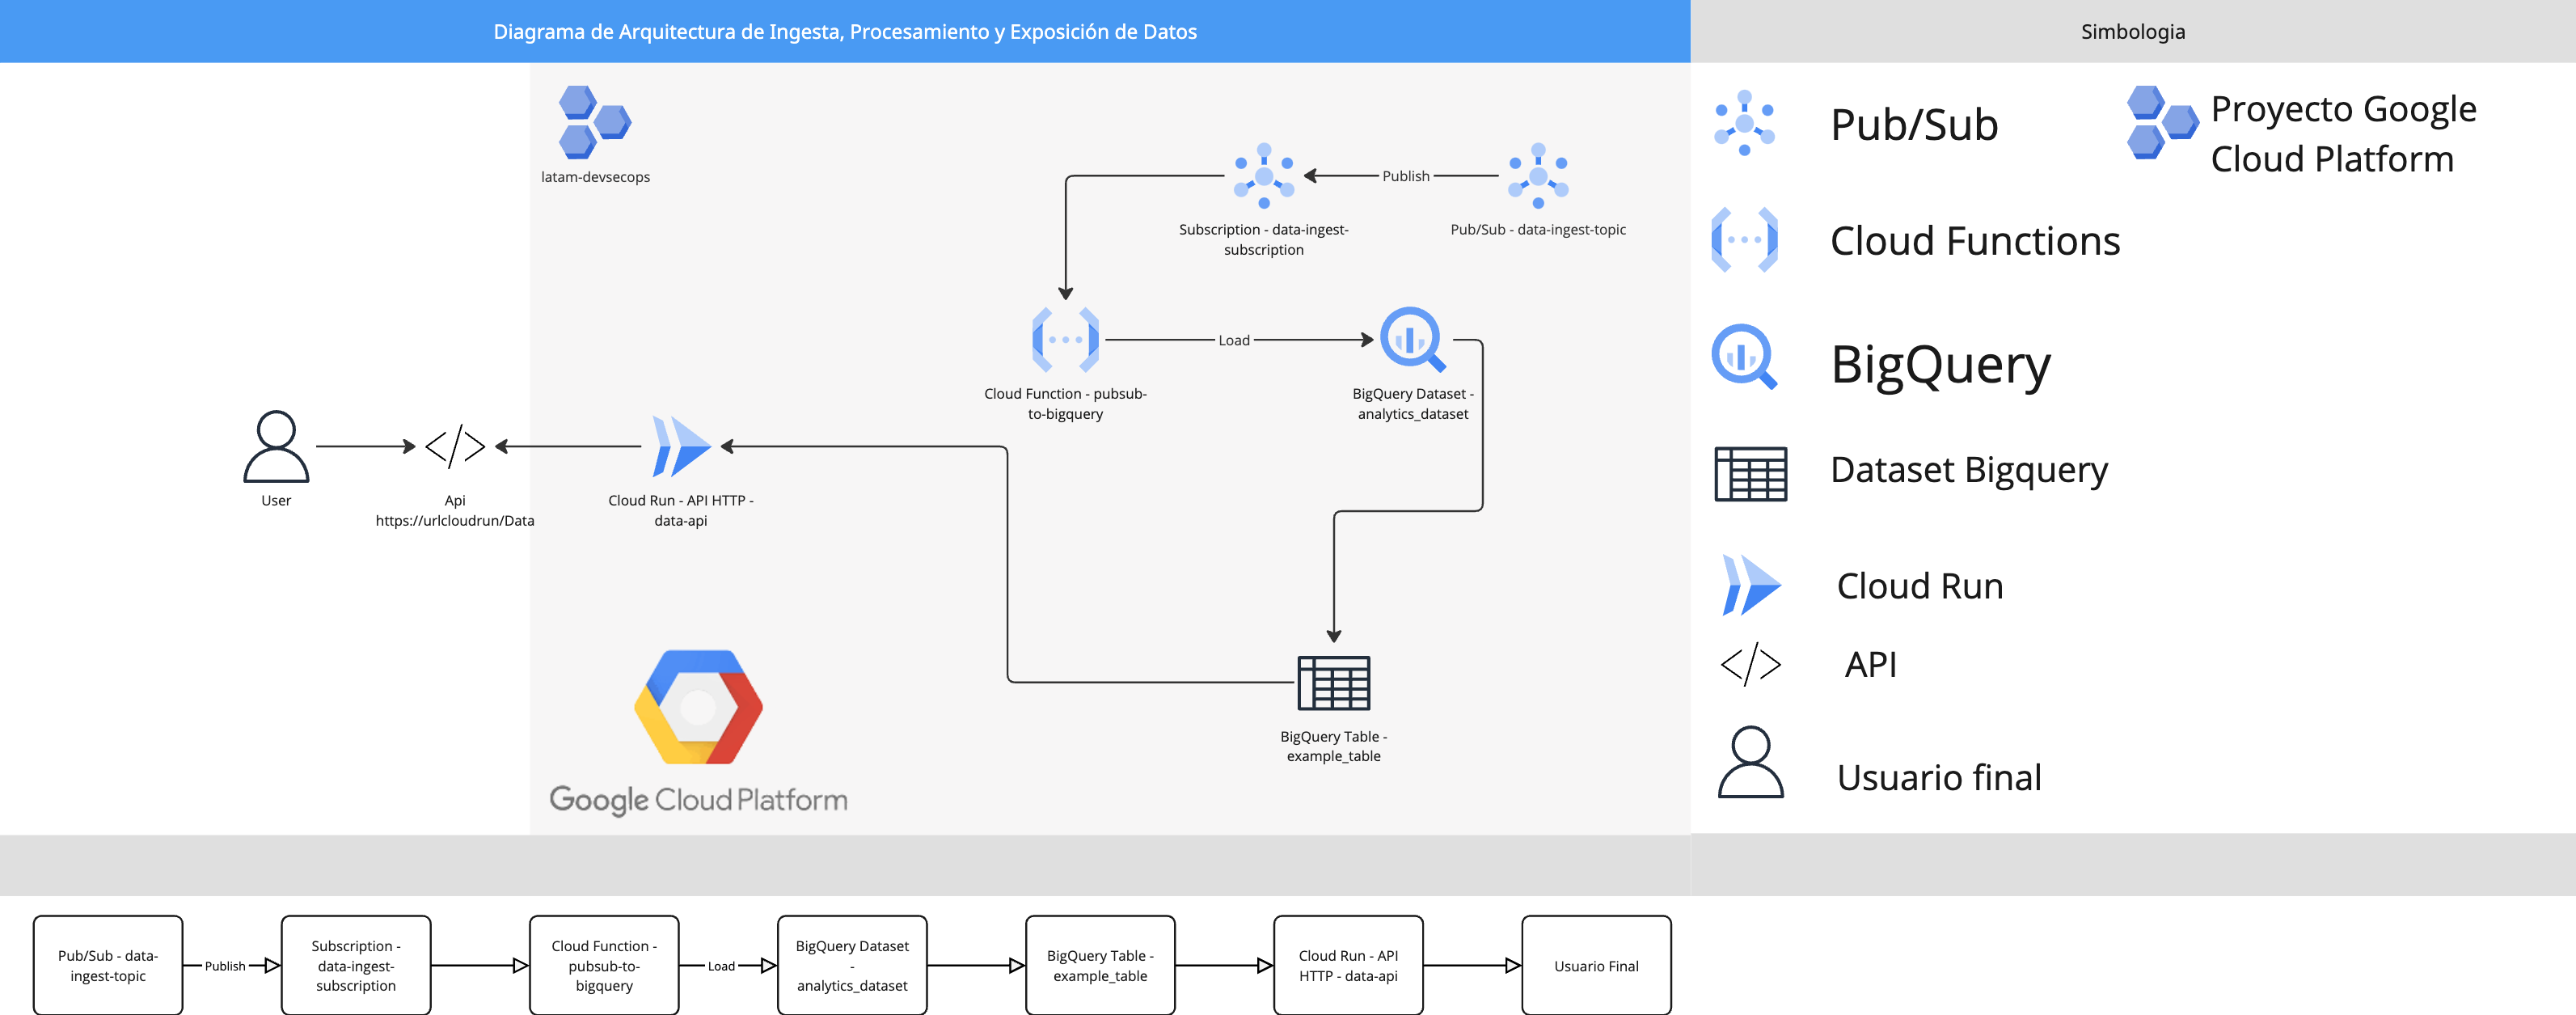 Diagrama de Arquitectura de Ingesta, Procesamiento y Exposición de Datos
Simbologia
latam-devsecops
Publish
Subscription - data-ingest-
subscription
Pub/Sub - data-ingest-topic
Load
Cloud Function - pubsub-
to-bigquery
BigQuery Dataset -
analytics_dataset
User
Api
https://urlcloudrun/Data
Cloud Run - API HTTP -
data-api
BigQuery Table -
example_table
Google Cloud Platform
Pub/Sub
Proyecto Google
Cloud Platform
Cloud Functions
BigQuery
Dataset Bigquery
Cloud Run
API
Usuario final
Pub/Sub - data-
ingest-topic
Publish
Subscription -
data-ingest-
subscription
Cloud Function -
pubsub-to-
bigquery
Load
BigQuery Dataset
-
analytics_dataset
BigQuery Table -
example_table
Cloud Run - API
HTTP - data-api
Usuario Final